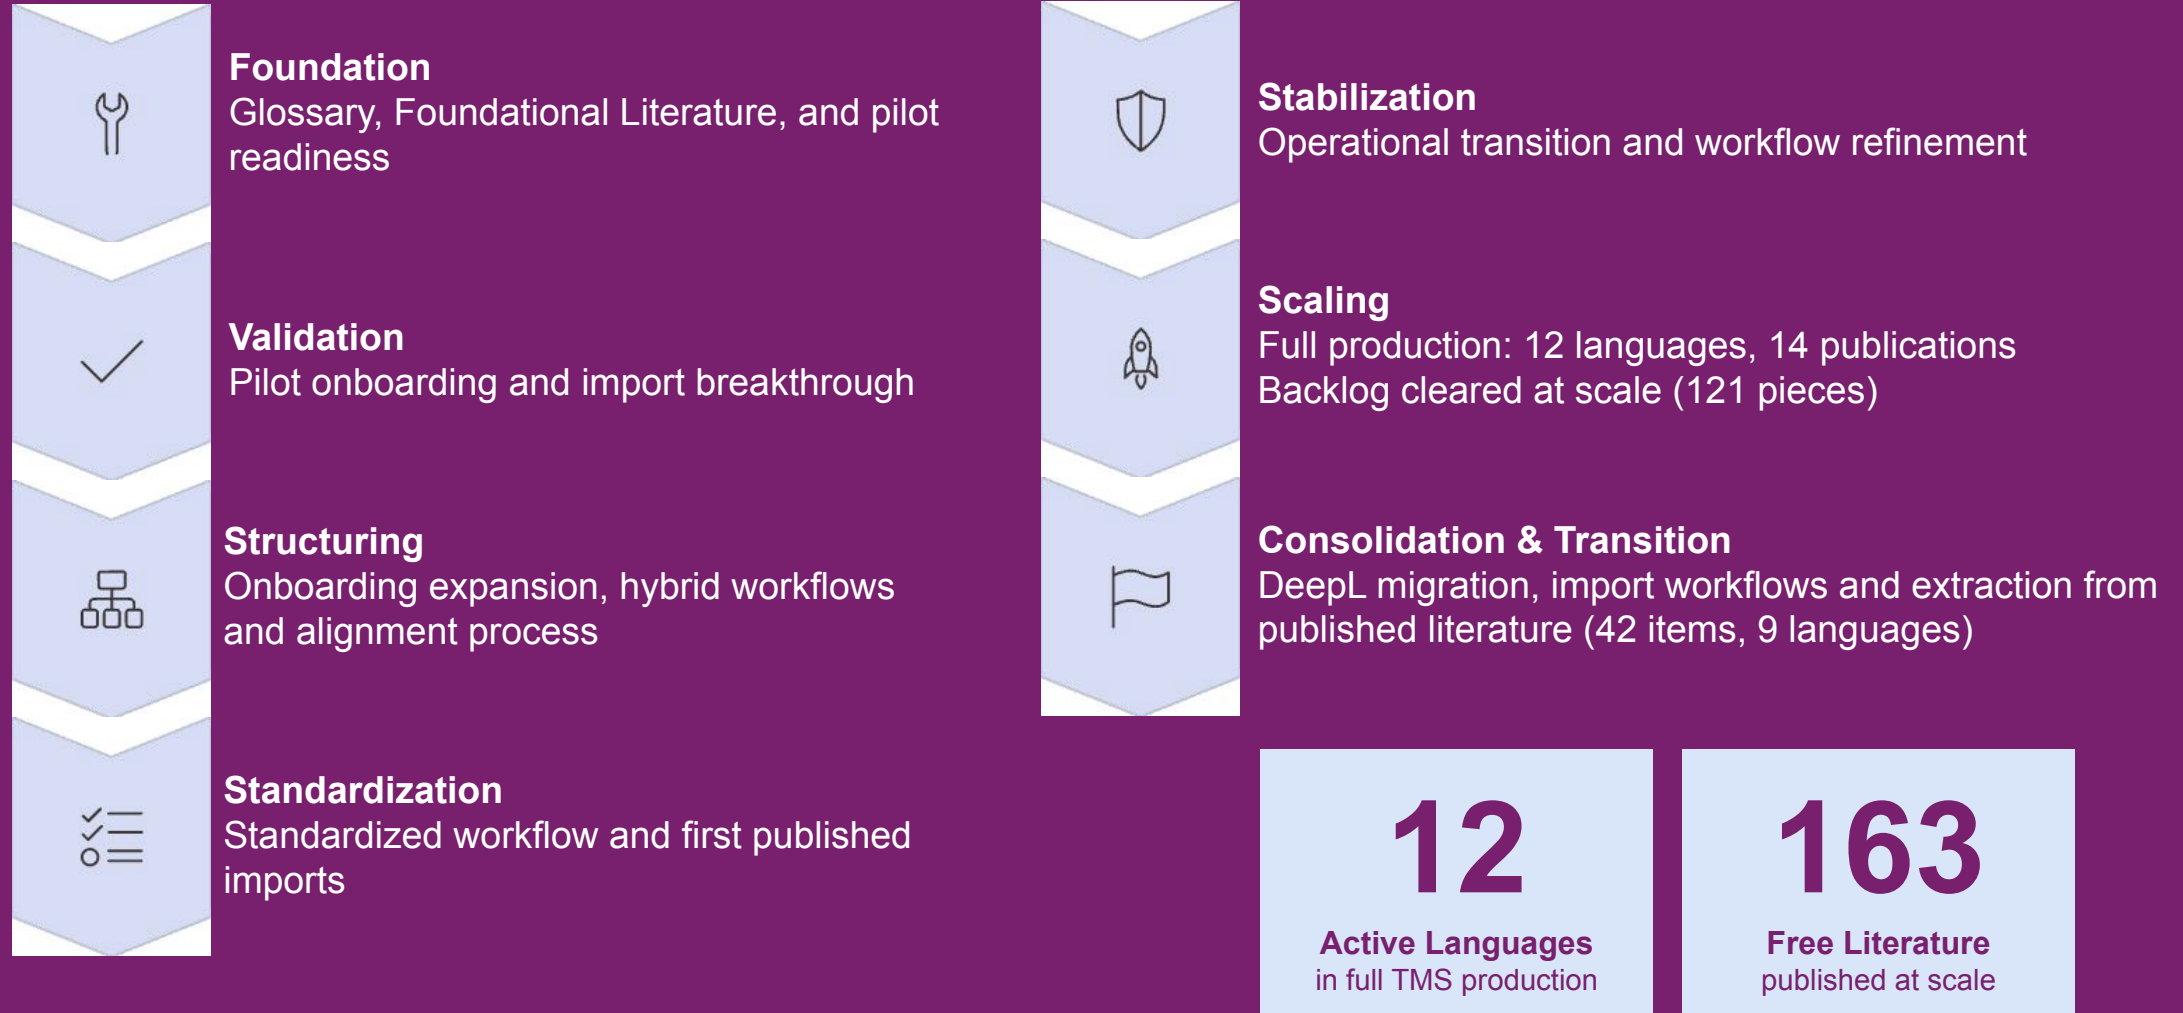 Foundation
Glossary, Foundational Literature, and pilot
readiness
Validation
Pilot onboarding and import breakthrough
Structuring
Onboarding expansion, hybrid workflows
and alignment process
Standardization
Standardized workflow and first published
imports
Stabilization
Operational transition and workflow refinement
Scaling
Full production: 12 languages, 14 publications
Backlog cleared at scale (121 pieces)
Consolidation & Transition
DeepL migration, import workflows and extraction from
published literature (42 items, 9 languages)
12
Active Languages
in full TMS production
163
Free Literature
published at scale